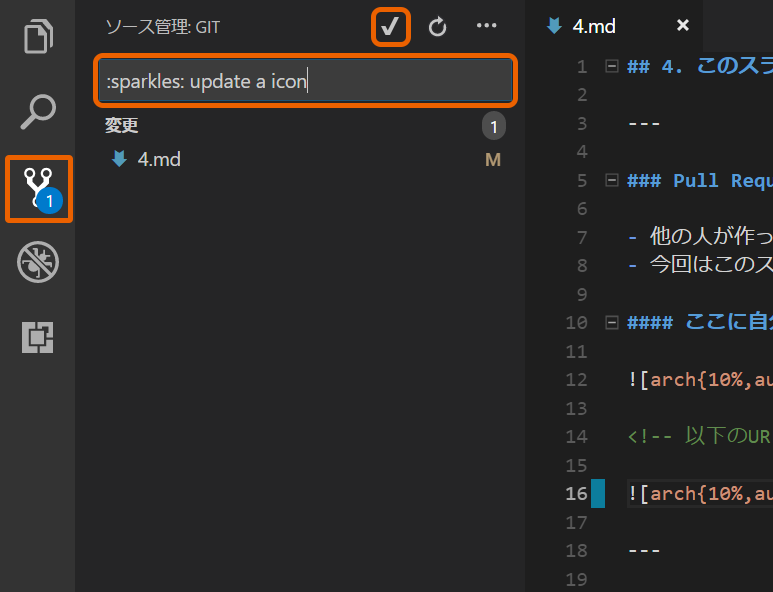 ソース管理: GIT
:sparkles: update a icon
変更 1
4.md M
1
4.md
1 ## 4. このスラ
2
3 ---
4
5 ### Pull Requ
6
7 - 他の人が作っ
8 - 今回はこのス
9
10 #### ここに自
11
12 ![arch{10%,au
13
14 <!-- 以下のUR
15
16 ![arch{10%,au
17
18 ---
19